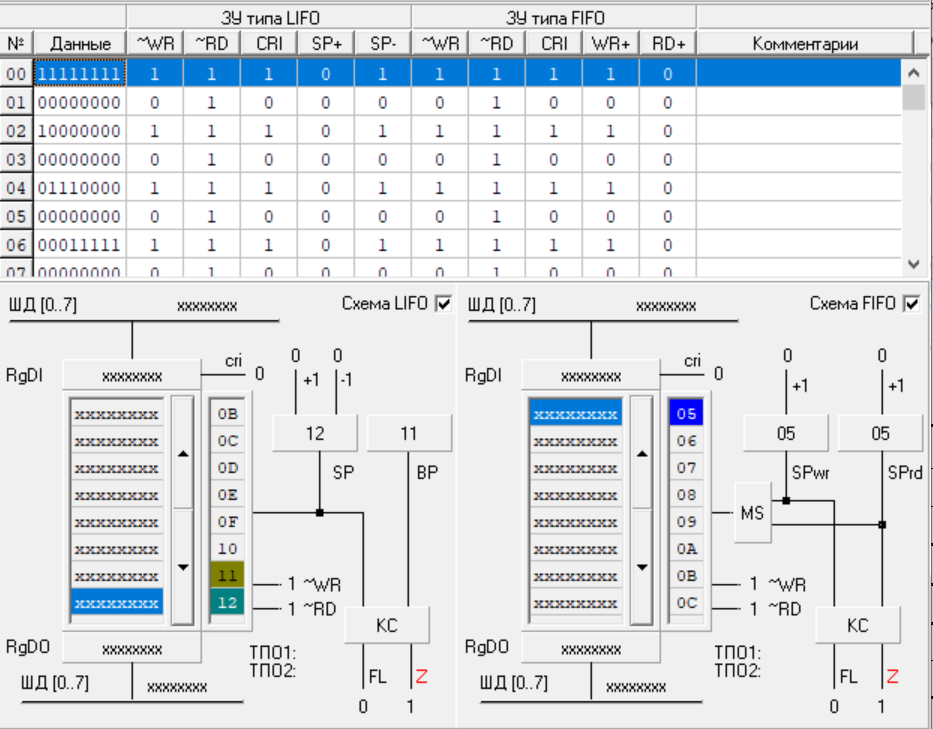 ЗУ типа LIFO ЗУ типа FIFO
№ Данные ~WR ~RD CRI SP+ SP- ~WR ~RD CRI WR+ RD+ Комментарии
00 11111111 1 1 1 0 1 1 1 1 1 0
01 00000000 0 1 0 0 0 0 1 0 0 0
02 10000000 1 1 1 0 1 1 1 1 1 0
03 00000000 0 1 0 0 0 0 1 0 0 0
04 01110000 1 1 1 0 1 1 1 1 1 0
05 00000000 0 1 0 0 0 0 1 0 0 0
06 00011111 1 1 1 0 1 1 1 1 1 0
07 00000000 0 1 0 0 0 0 1 0 0 0
ШД [0..7] xxxxxxxx Схема LIFO
RgDI xxxxxxxx cri 0 0 0
+1 -1
xxxxxxxx 0B 12 11
xxxxxxxx 0C
xxxxxxxx 0D SP BP
xxxxxxxx 0E
xxxxxxxx 0F
xxxxxxxx 10
xxxxxxxx 11 1 ~WR
xxxxxxxx 12 1 ~RD
КС
RgDO xxxxxxxx ТПО1:
ТПО2: FL Z
ШД [0..7] xxxxxxxx 0 1
ШД [0..7] xxxxxxxx Схема FIFO
RgDI xxxxxxxx cri 0 0 0
+1 +1
xxxxxxxx 05 05 05
xxxxxxxx 06
xxxxxxxx 07 SPwr SPrd
xxxxxxxx 08
xxxxxxxx 09 MS
xxxxxxxx 0A
xxxxxxxx 0B 1 ~WR
xxxxxxxx 0C 1 ~RD
КС
RgDO xxxxxxxx ТПО1:
ТПО2: FL Z
ШД [0..7] xxxxxxxx 0 1